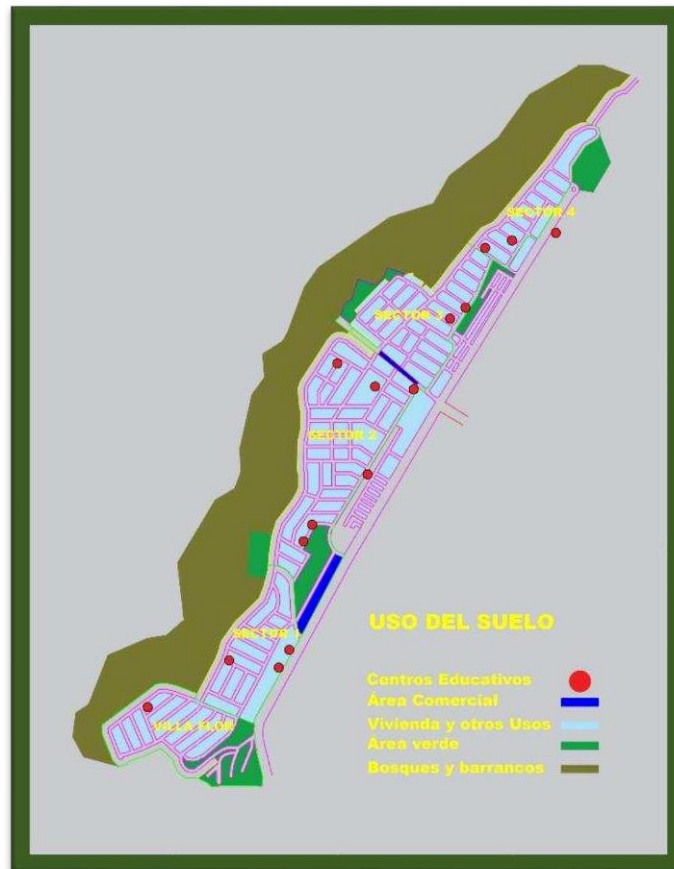 SECTOR 4
SECTOR 3
SECTOR 2
SECTOR 1
VILLA FLOR
USO DEL SUELO
Centros Educativos
Área Comercial
Vivienda y otros Usos
Área verde
Bosques y barrancos